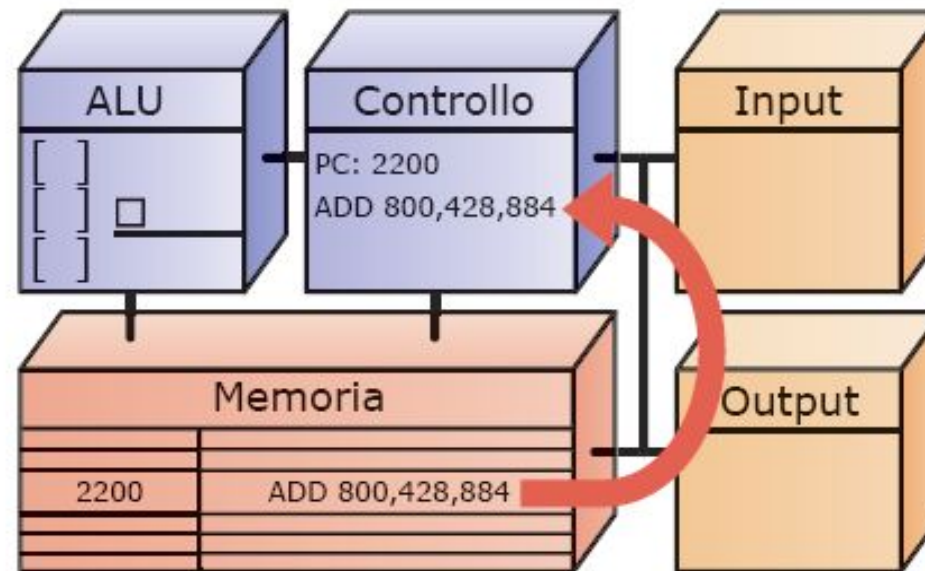 ALU
[ ]
[ ]
[ ]
Controllo
PC: 2200
ADD 800,428,884
Input
Memoria
2200 ADD 800,428,884
Output